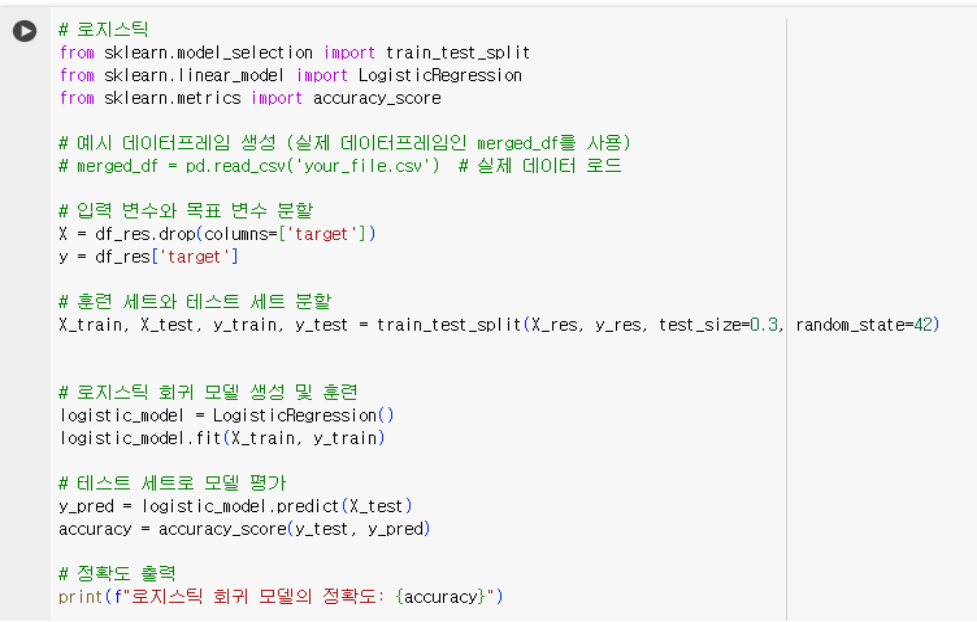 # 로지스틱
from sklearn.model_selection import train_test_split
from sklearn.linear_model import LogisticRegression
from sklearn.metrics import accuracy_score
# 예시 데이터프레임 생성 (실제 데이터프레임인 merged_df를 사용)
# merged_df = pd.read_csv('your_file.csv')  # 실제 데이터 로드
# 입력 변수와 목표 변수 분할
X = df_res.drop(columns=['target'])
y = df_res['target']
# 훈련 세트와 테스트 세트 분할
X_train, X_test, y_train, y_test = train_test_split(X_res, y_res, test_size=0.3, random_state=42)
# 로지스틱 회귀 모델 생성 및 훈련
logistic_model = LogisticRegression()
logistic_model.fit(X_train, y_train)
# 테스트 세트로 모델 평가
y_pred = logistic_model.predict(X_test)
accuracy = accuracy_score(y_test, y_pred)
# 정확도 출력
print(f"로지스틱 회귀 모델의 정확도: {accuracy}")